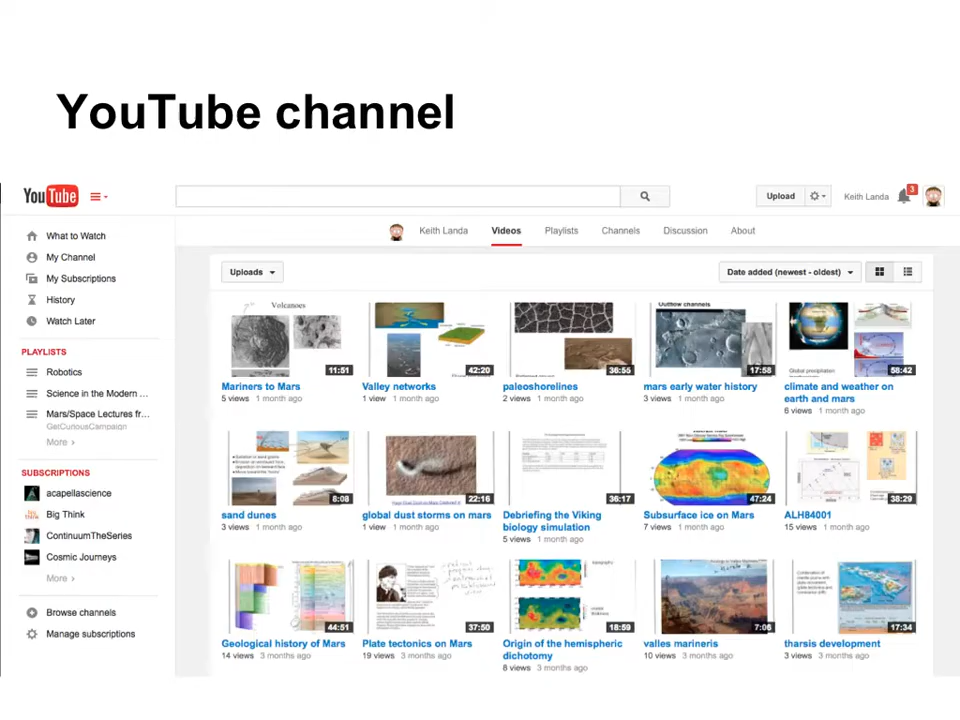 YouTube channel
YouTube
Upload
Keith Landa
3
Keith Landa
Videos
Playlists
Channels
Discussion
About
What to Watch
My Channel
My Subscriptions
History
Watch Later
PLAYLISTS
Robotics
Science in the Modern ...
Mars/Space Lectures fr...
GetCuriousCampaign
More ›
SUBSCRIPTIONS
acapellascience
Big Think
ContinuumTheSeries
Cosmic Journeys
More ›
Browse channels
Manage subscriptions
Uploads
Date added (newest - oldest)
Volcanoes
11:51
Mariners to Mars
5 views 1 month ago
42:20
Valley networks
1 view 1 month ago
36:55
paleoshorelines
2 views 1 month ago
Outflow channels
17:58
mars early water history
3 views 1 month ago
Global precipitation
58:42
climate and weather on
earth and mars
6 views 1 month ago
8:08
sand dunes
3 views 1 month ago
22:16
global dust storms on mars
1 view 1 month ago
36:17
Debriefing the Viking
biology simulation
5 views 1 month ago
47:24
Subsurface ice on Mars
7 views 1 month ago
38:29
ALH84001
15 views 1 month ago
44:51
Geological history of Mars
14 views 3 months ago
37:50
Plate tectonics on Mars
19 views 3 months ago
18:59
Origin of the hemispheric
dichotomy
8 views 3 months ago
7:06
valles marineris
10 views 3 months ago
17:34
tharsis development
3 views 3 months ago